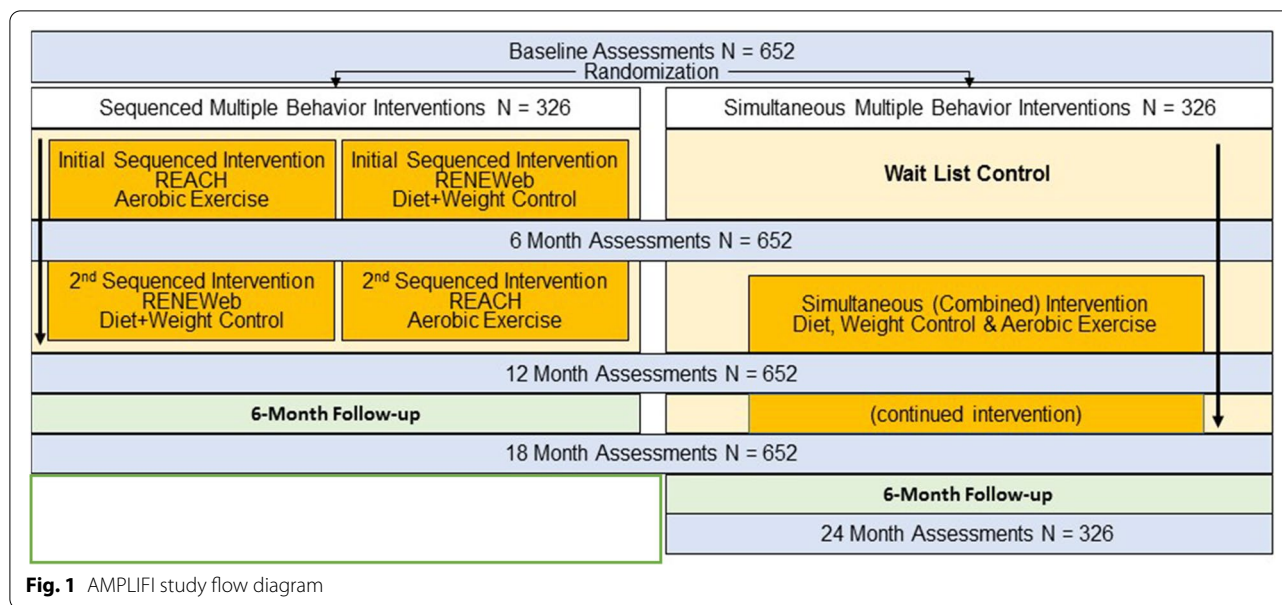 Baseline Assessments N = 652
Randomization
Sequenced Multiple Behavior Interventions N = 326
Simultaneous Multiple Behavior Interventions N = 326
Initial Sequenced Intervention
REACH
Aerobic Exercise
Initial Sequenced Intervention
RENEWeb
Diet+Weight Control
Wait List Control
6 Month Assessments N = 652
2nd Sequenced Intervention
RENEWeb
Diet+Weight Control
2nd Sequenced Intervention
REACH
Aerobic Exercise
Simultaneous (Combined) Intervention
Diet, Weight Control & Aerobic Exercise
12 Month Assessments N = 652
6-Month Follow-up
(continued intervention)
18 Month Assessments N = 652
6-Month Follow-up
24 Month Assessments N = 326
Fig. 1 AMPLIFI study flow diagram